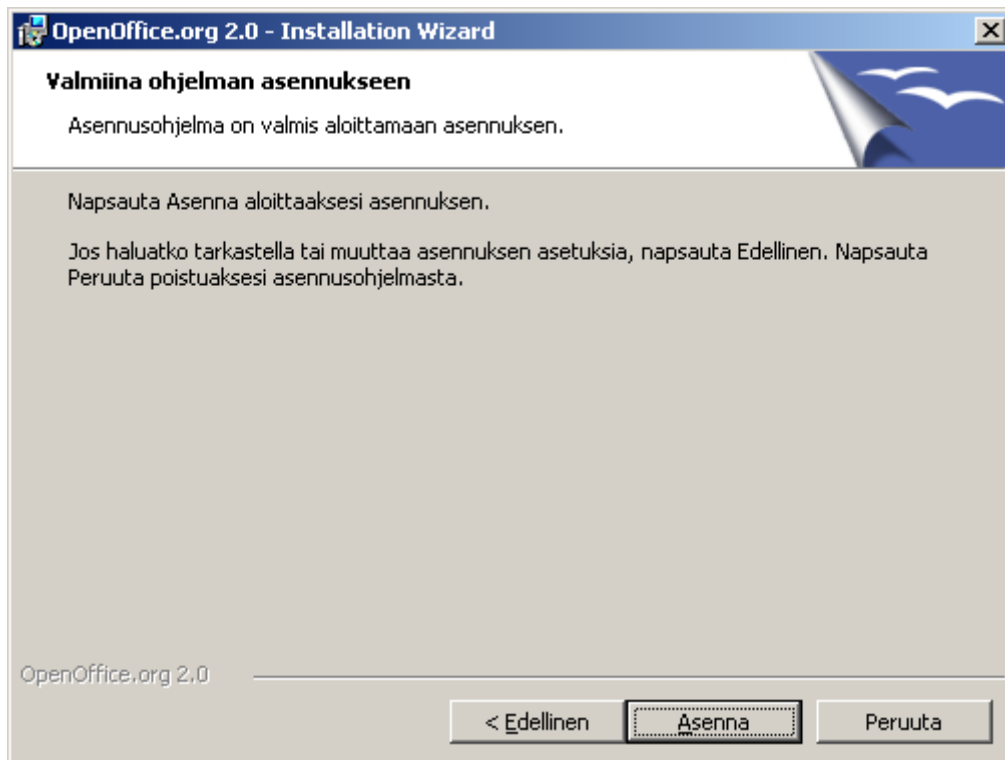 OpenOffice.org 2.0 - Installation Wizard
Valmiina ohjelman asennukseen
Asennusohjelma on valmis aloittamaan asennuksen.
Napsauta Asenna aloittaaksesi asennuksen.
Jos haluatko tarkastella tai muuttaa asennuksen asetuksia, napsauta Edellinen. Napsauta
Peruuta poistuaksesi asennusohjelmasta.
OpenOffice.org 2.0
< Edellinen Asenna Peruuta